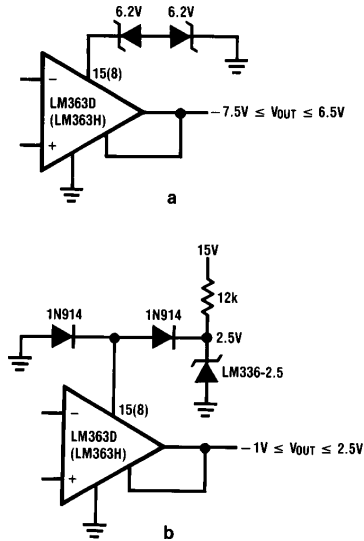 6.2V 6.2V
15(8)
−
LM363D
(LM363H)
+
−7.5V ≤ VOUT ≤ 6.5V
a
15V
12k
1N914 1N914
2.5V
LM336-2.5
15(8)
−
LM363D
(LM363H)
+
−1V ≤ VOUT ≤ 2.5V
b